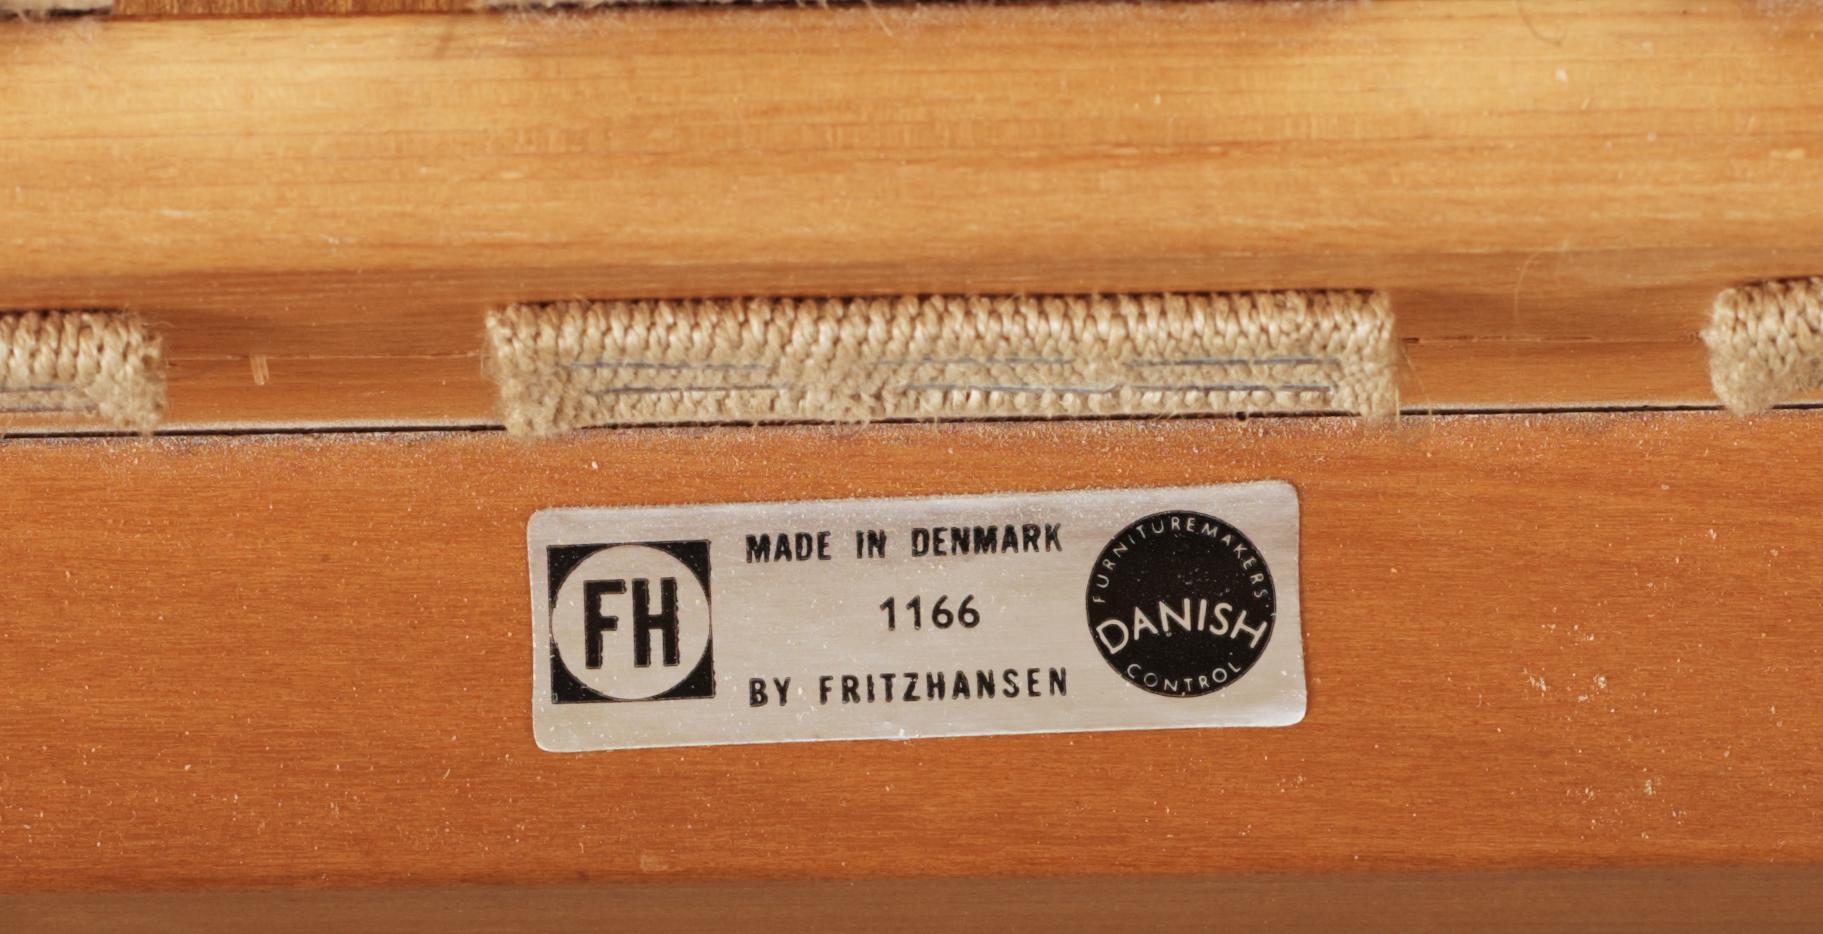 FH
MADE IN DENMARK
1166
BY FRITZHANSEN
FURNITUREMAKERS
DANISH
CONTROL